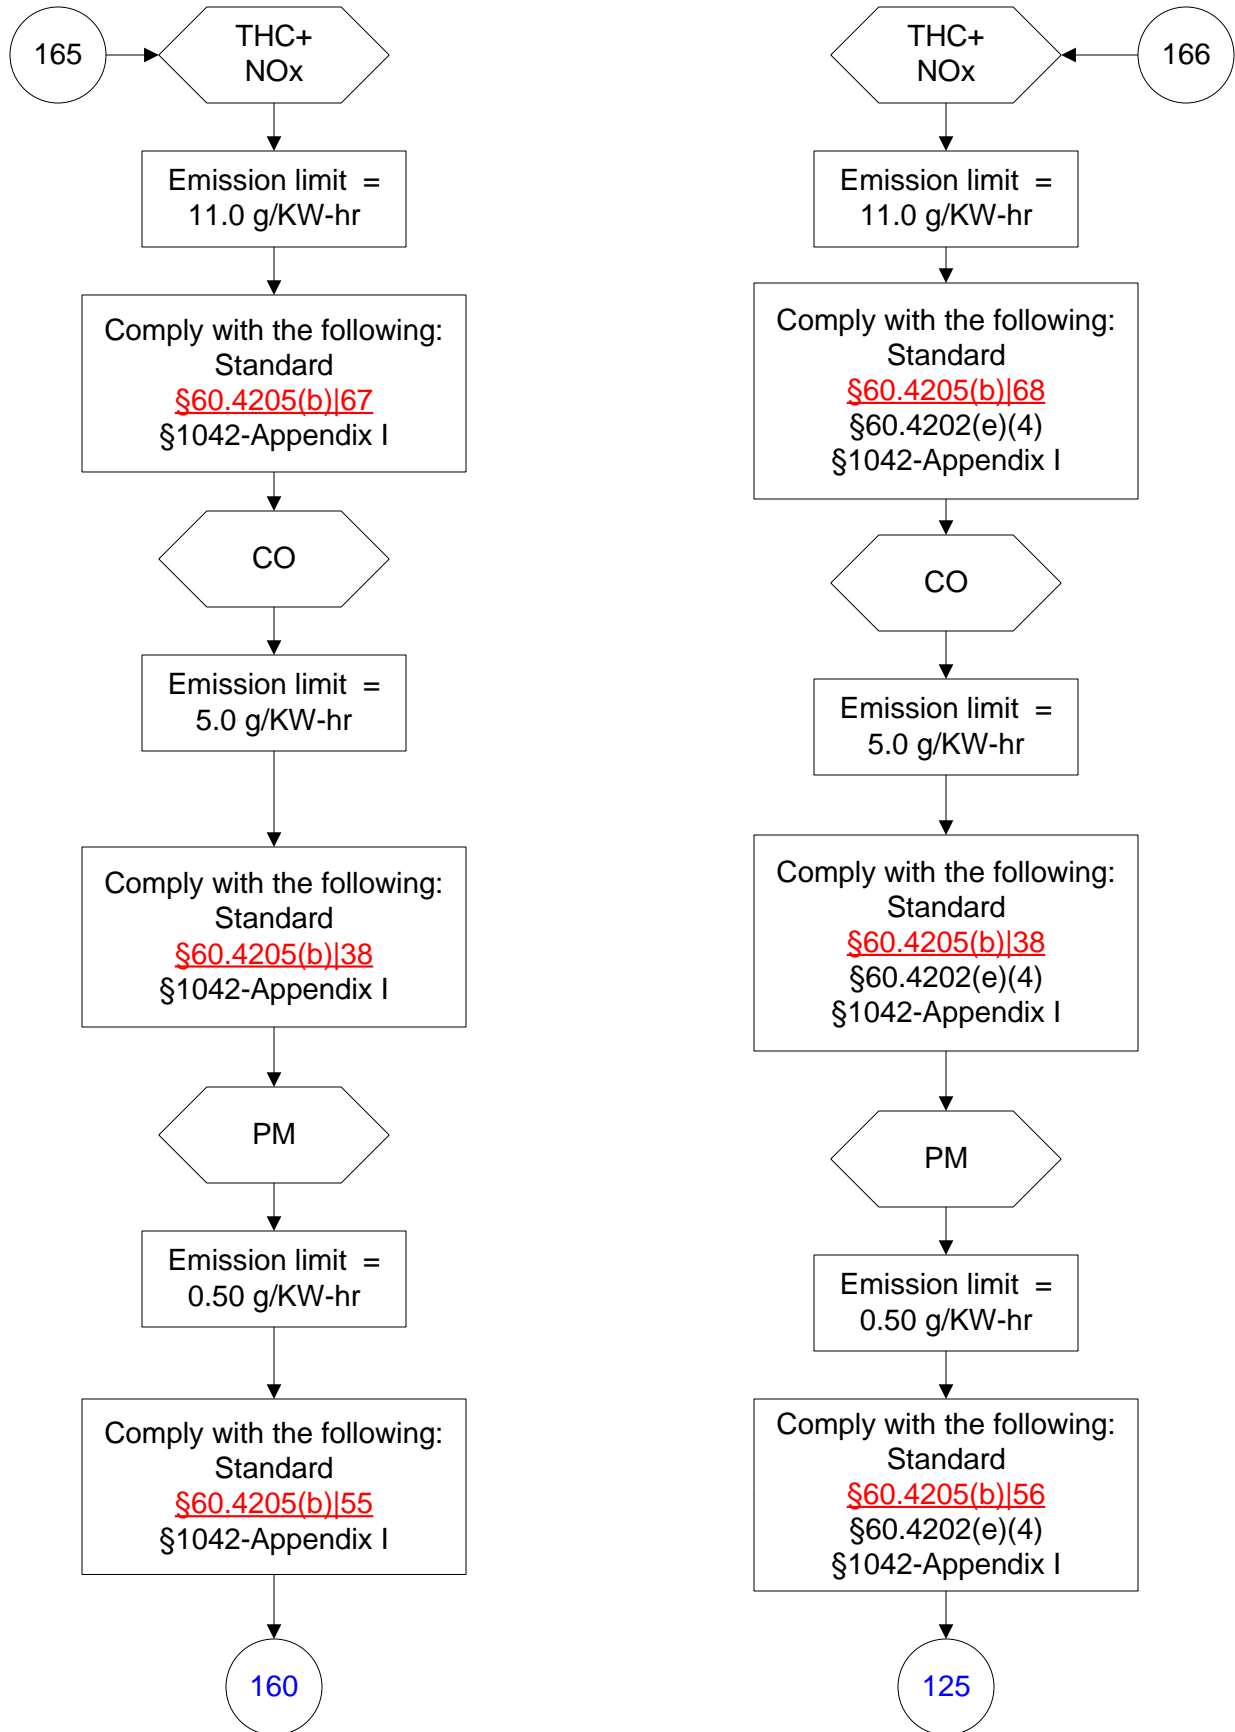 165
THC+
NOx
Emission limit =
11.0 g/KW-hr
Comply with the following:
Standard
§60.4205(b)|67
§1042-Appendix I
CO
Emission limit =
5.0 g/KW-hr
Comply with the following:
Standard
§60.4205(b)|38
§1042-Appendix I
PM
Emission limit =
0.50 g/KW-hr
Comply with the following:
Standard
§60.4205(b)|55
§1042-Appendix I
160
THC+
NOx
166
Emission limit =
11.0 g/KW-hr
Comply with the following:
Standard
§60.4205(b)|68
§60.4202(e)(4)
§1042-Appendix I
CO
Emission limit =
5.0 g/KW-hr
Comply with the following:
Standard
§60.4205(b)|38
§60.4202(e)(4)
§1042-Appendix I
PM
Emission limit =
0.50 g/KW-hr
Comply with the following:
Standard
§60.4205(b)|56
§60.4202(e)(4)
§1042-Appendix I
125